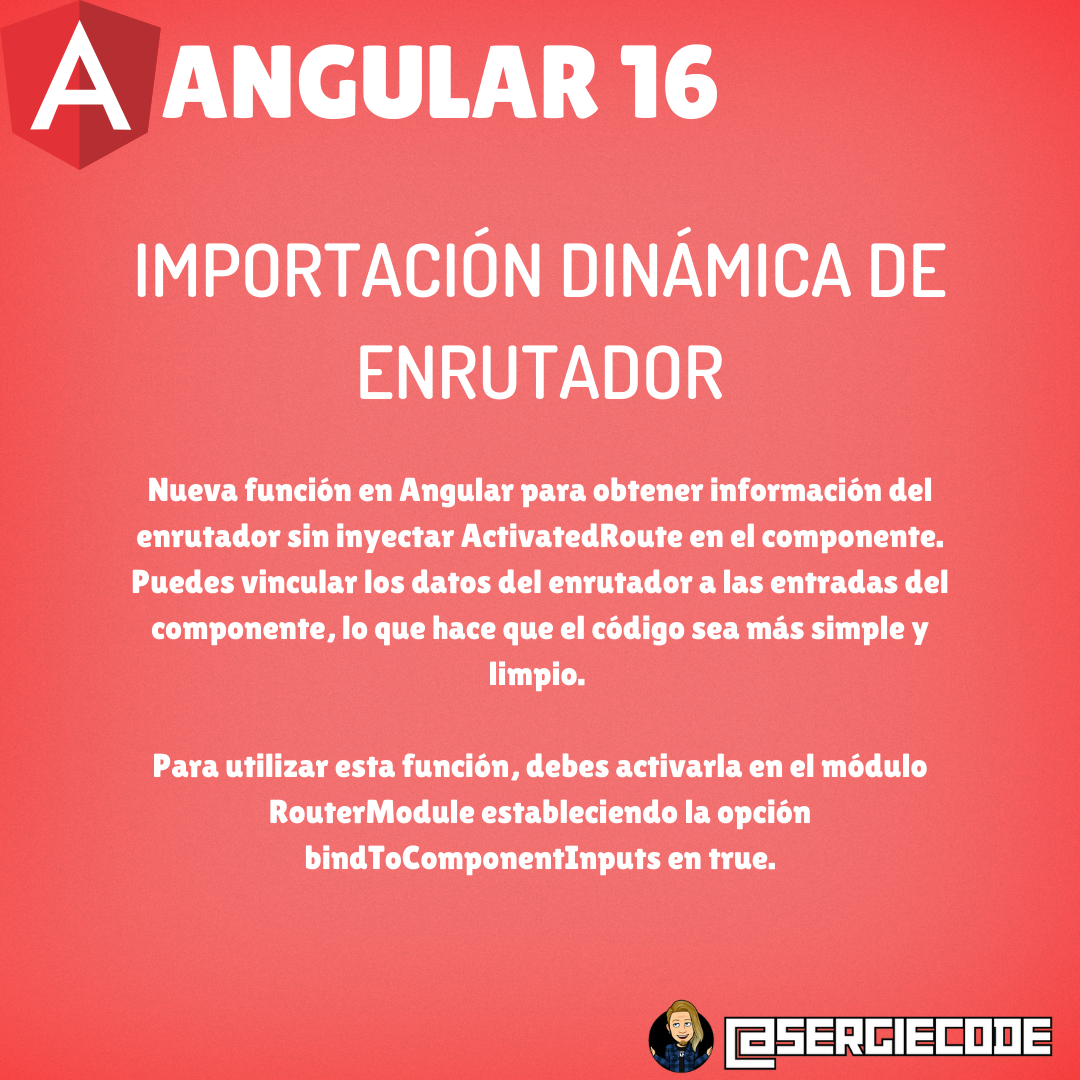 ANGULAR 16
IMPORTACIÓN DINÁMICA DE
ENRUTADOR
Nueva función en Angular para obtener información del
enrutador sin inyectar ActivatedRoute en el componente.
Puedes vincular los datos del enrutador a las entradas del
componente, lo que hace que el código sea más simple y
limpio.
Para utilizar esta función, debes activarla en el módulo
RouterModule estableciendo la opción
bindToComponentInputs en true.
@SERGIECODE